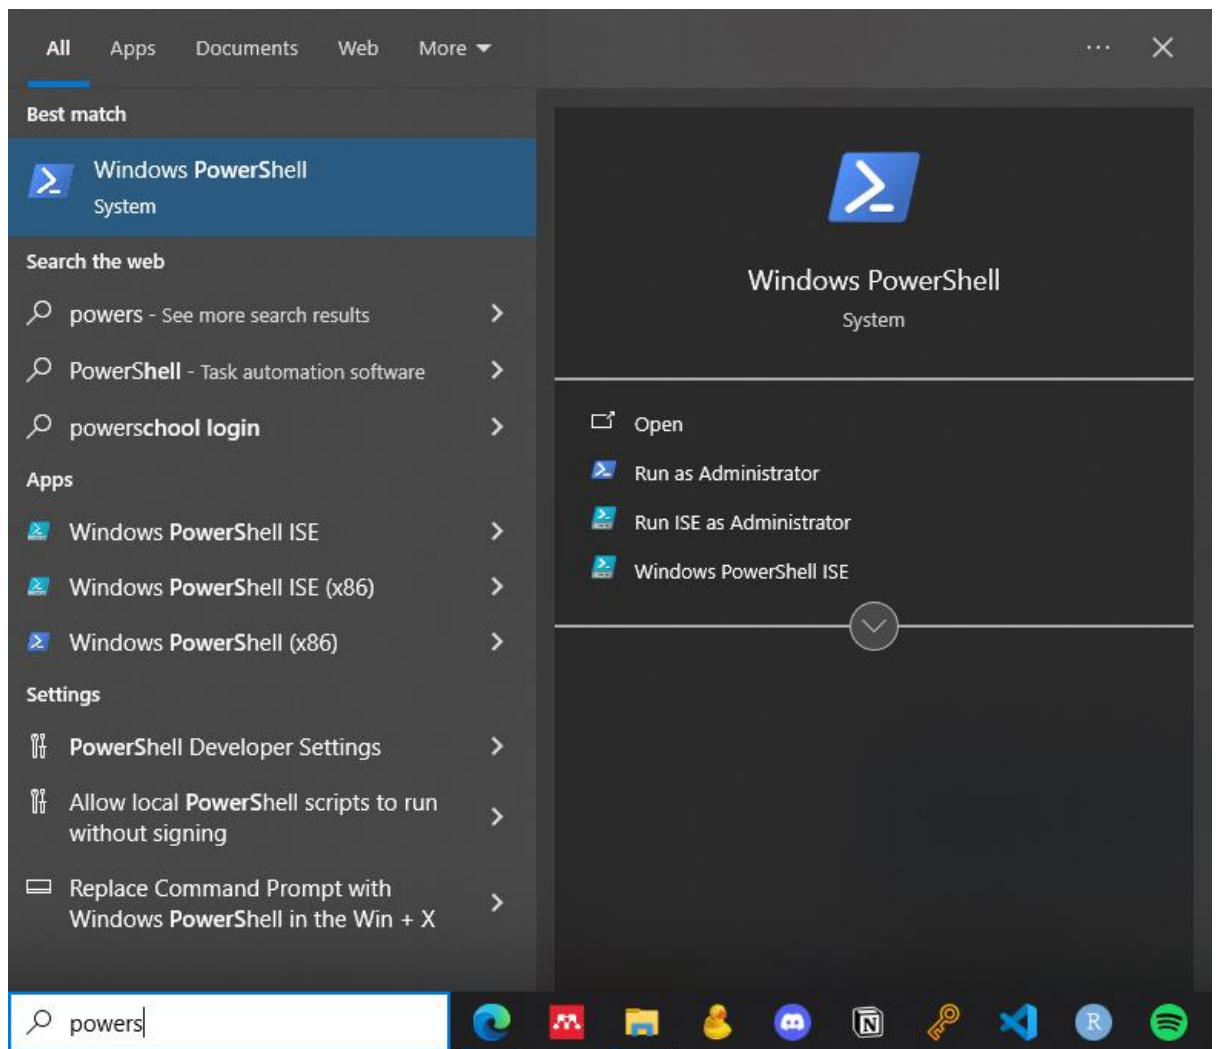 All Apps Documents Web More
Best match
Windows PowerShell
System
Search the web
powers - See more search results
PowerShell - Task automation software
powerschool login
Apps
Windows PowerShell ISE
Windows PowerShell ISE (x86)
Windows PowerShell (x86)
Settings
PowerShell Developer Settings
Allow local PowerShell scripts to run
without signing
Replace Command Prompt with
Windows PowerShell in the Win + X
Windows PowerShell
System
Open
Run as Administrator
Run ISE as Administrator
Windows PowerShell ISE
powers
N
R